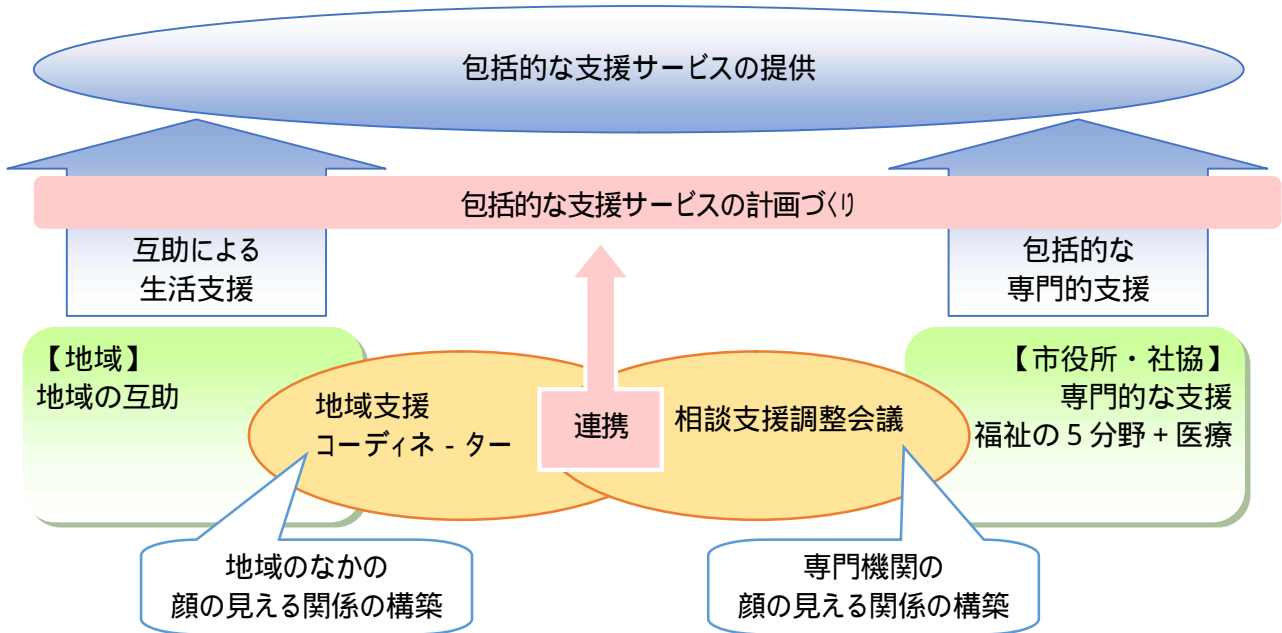 包括的な支援サービスの提供
包括的な支援サービスの計画づくり
互助による
生活支援
包括的な
専門的支援
【地域】
地域の互助
地域支援
コーディネ - ター
連携
相談支援調整会議
【市役所・社協】
専門的な支援
福祉の５分野＋医療
地域のなかの
顔の見える関係の構築
専門機関の
顔の見える関係の構築